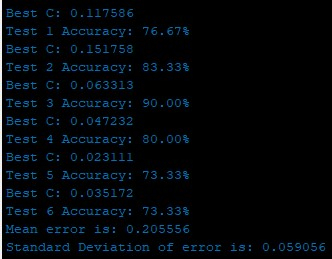 Best C: 0.117586
Test 1 Accuracy: 76.67%
Best C: 0.151758
Test 2 Accuracy: 83.33%
Best C: 0.063313
Test 3 Accuracy: 90.00%
Best C: 0.047232
Test 4 Accuracy: 80.00%
Best C: 0.023111
Test 5 Accuracy: 73.33%
Best C: 0.035172
Test 6 Accuracy: 73.33%
Mean error is: 0.205556
Standard Deviation of error is: 0.059056